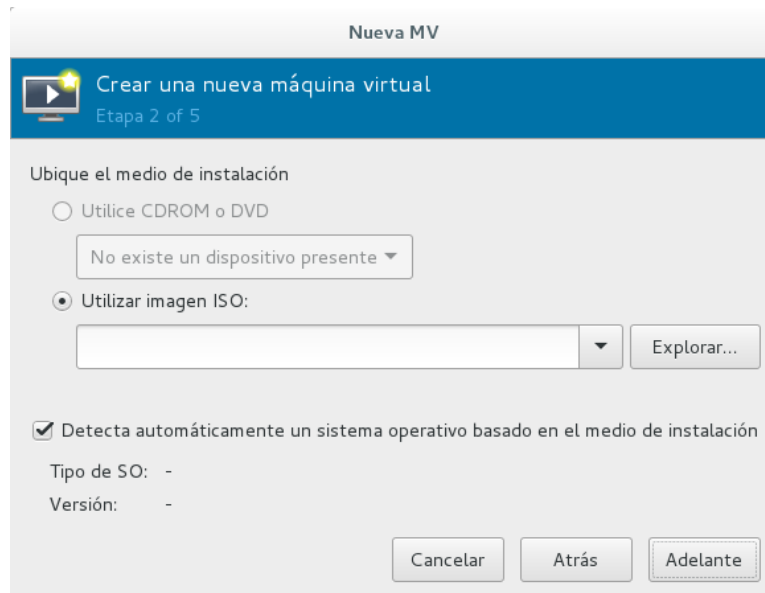 Nueva MV
Crear una nueva máquina virtual
Etapa 2 of 5
Ubique el medio de instalación
Utilice CDROM o DVD
No existe un dispositivo presente
Utilizar imagen ISO:
Explorar...
Detecta automáticamente un sistema operativo basado en el medio de instalación
Tipo de SO: -
Versión: -
Cancelar Atrás Adelante